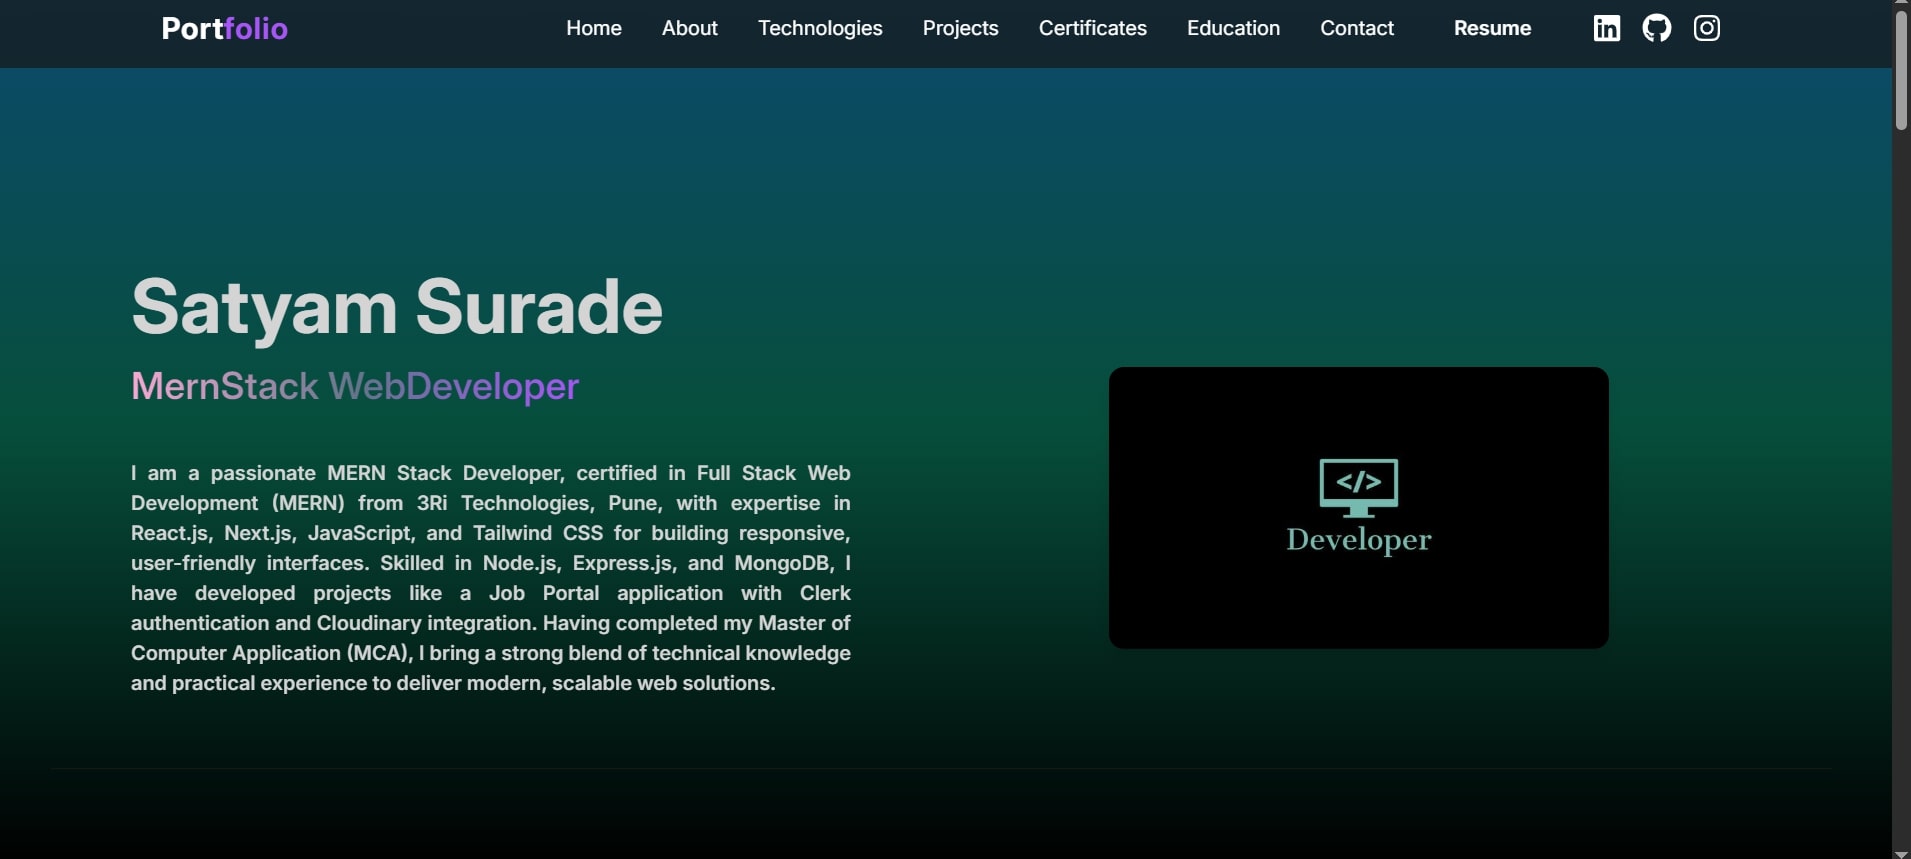 Portfolio
Home About Technologies Projects Certificates Education Contact Resume
Satyam Surade
MernStack WebDeveloper
I am a passionate MERN Stack Developer, certified in Full Stack Web
Development (MERN) from 3Ri Technologies, Pune, with expertise in
React.js, Next.js, JavaScript, and Tailwind CSS for building responsive,
user-friendly interfaces. Skilled in Node.js, Express.js, and MongoDB, I
have developed projects like a Job Portal application with Clerk
authentication and Cloudinary integration. Having completed my Master of
Computer Application (MCA), I bring a strong blend of technical knowledge
and practical experience to deliver modern, scalable web solutions.
</>
Developer